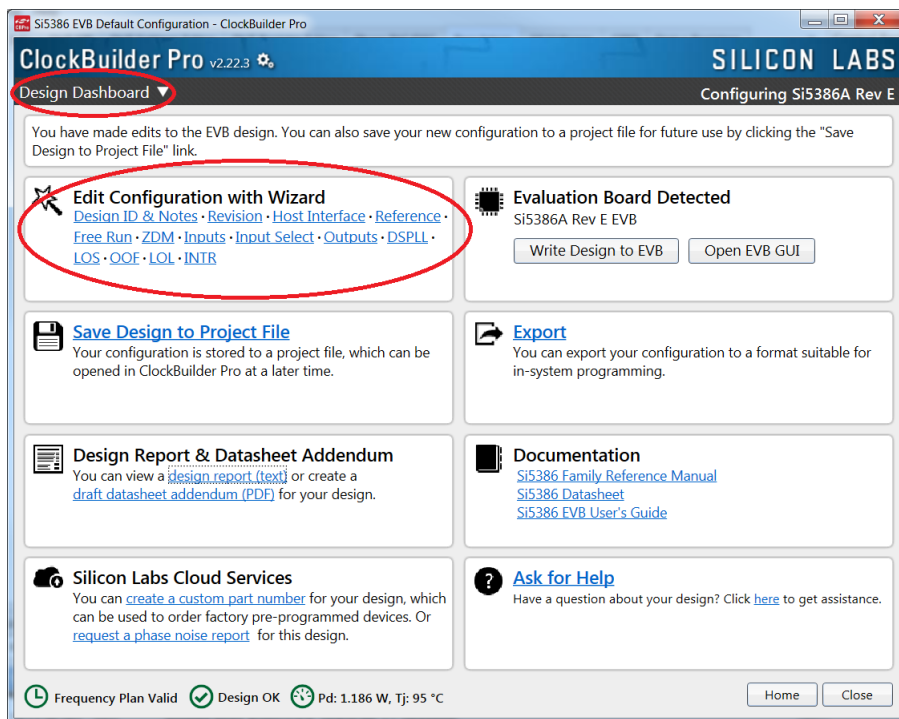 Si5386 EVB Default Configuration - ClockBuilder Pro
ClockBuilder Pro v2.22.3
SILICON LABS
Design Dashboard ▼
Configuring Si5386A Rev E
You have made edits to the EVB design. You can also save your new configuration to a project file for future use by clicking the "Save
Design to Project File" link.
Edit Configuration with Wizard
Design ID & Notes · Revision · Host Interface · Reference ·
Free Run · ZDM · Inputs · Input Select · Outputs · DSPLL ·
LOS · OOF · LOL · INTR
Evaluation Board Detected
Si5386A Rev E EVB
Write Design to EVB
Open EVB GUI
Save Design to Project File
Your configuration is stored to a project file, which can be
opened in ClockBuilder Pro at a later time.
Export
You can export your configuration to a format suitable for
in-system programming.
Design Report & Datasheet Addendum
You can view a design report (text) or create a
draft datasheet addendum (PDF) for your design.
Documentation
Si5386 Family Reference Manual
Si5386 Datasheet
Si5386 EVB User's Guide
Silicon Labs Cloud Services
You can create a custom part number for your design, which
can be used to order factory pre-programmed devices. Or
request a phase noise report for this design.
Ask for Help
Have a question about your design? Click here to get assistance.
Frequency Plan Valid
Design OK
Pd: 1.186 W, Tj: 95 °C
Home
Close